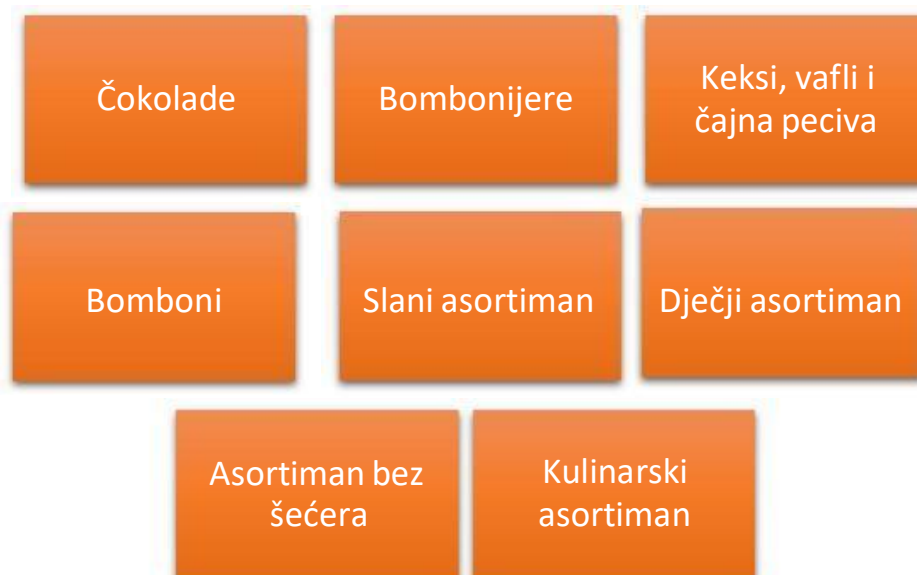 Čokolade
Bombonijere
Keksi, vafli i
čajna peciva
Bomboni
Slani asortiman
Dječji asortiman
Asortiman bez
šećera
Kulinarski
asortiman